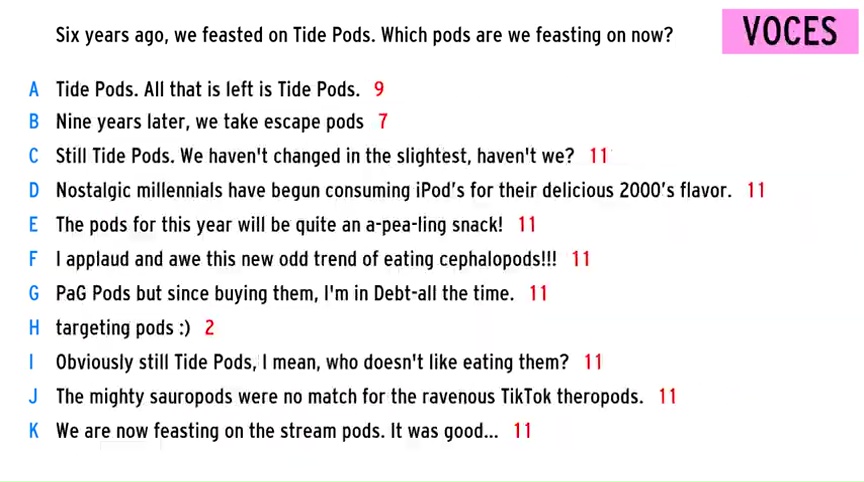 Six years ago, we feasted on Tide Pods. Which pods are we feasting on now?
VOCES
A Tide Pods. All that is left is Tide Pods. 9
B Nine years later, we take escape pods 7
C Still Tide Pods. We haven't changed in the slightest, haven't we? 11
D Nostalgic millennials have begun consuming iPod's for their delicious 2000's flavor. 11
E The pods for this year will be quite an a-pea-ling snack! 11
F I applaud and awe this new odd trend of eating cephalopods!!! 11
G PaG Pods but since buying them, I'm in Debt-all the time. 11
H targeting pods :) 2
I Obviously still Tide Pods, I mean, who doesn't like eating them? 11
J The mighty sauropods were no match for the ravenous TikTok theropods. 11
K We are now feasting on the stream pods. It was good... 11